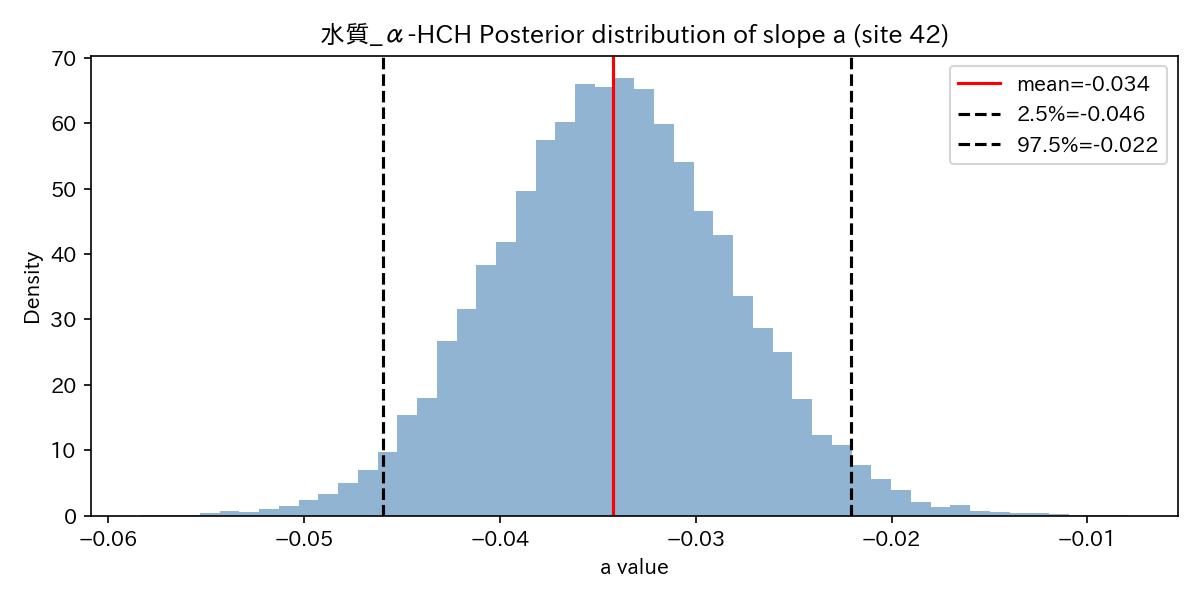 水質_α-HCH Posterior distribution of slope a (site 42)
mean=-0.034
2.5%=-0.046
97.5%=-0.022
70
60
50
40
30
20
10
0
Density
−0.06 −0.05 −0.04 −0.03 −0.02 −0.01
a value